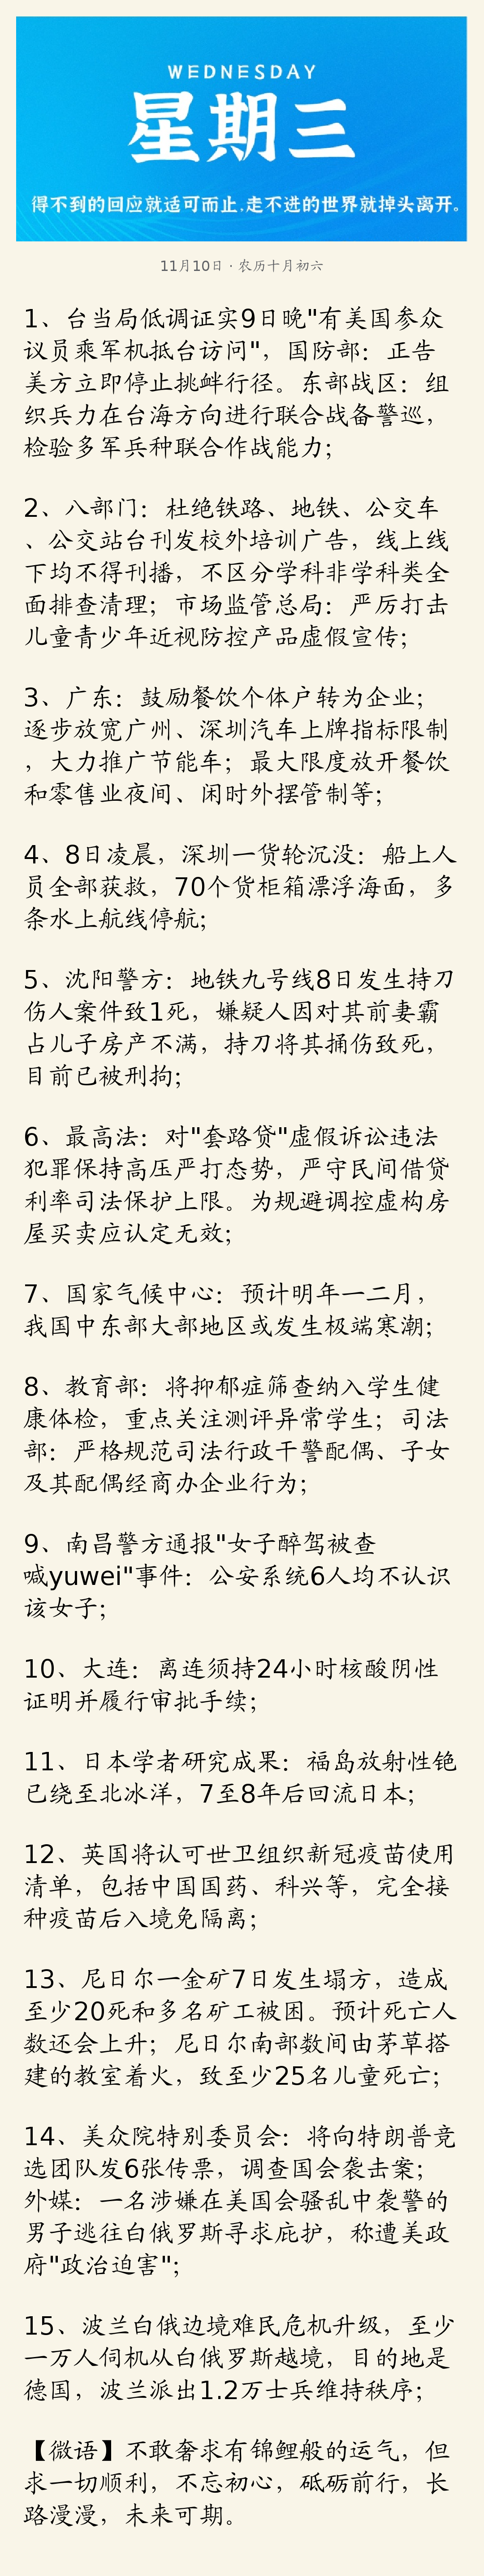 WEDNESDAY
星期三
得不到的回应就适可而止,走不进的世界就掉头离开。
11月10日·农历十月初六
1、台当局低调证实9日晚"有美国参众
议员乘军机抵台访问"，国防部：正告
美方立即停止挑衅行径。东部战区：组
织兵力在台海方向进行联合战备警巡，
检验多军兵种联合作战能力；
2、八部门：杜绝铁路、地铁、公交车
、公交站台刊发校外培训广告，线上线
下均不得刊播，不区分学科非学科类全
面排查清理；市场监管总局：严厉打击
儿童青少年近视防控产品虚假宣传；
3、广东：鼓励餐饮个体户转为企业；
逐步放宽广州、深圳汽车上牌指标限制
，大力推广节能车；最大限度放开餐饮
和零售业夜间、闲时外摆管制等；
4、8日凌晨，深圳一货轮沉没：船上人
员全部获救，70个货柜箱漂浮海面，多
条水上航线停航；
5、沈阳警方：地铁九号线8日发生持刀
伤人案件致1死，嫌疑人因对其前妻霸
占儿子房产不满，持刀将其捅伤致死，
目前已被刑拘；
6、最高法：对"套路贷"虚假诉讼违法
犯罪保持高压严打态势，严守民间借贷
利率司法保护上限。为规避调控虚构房
屋买卖应认定无效；
7、国家气候中心：预计明年一二月，
我国中东部大部地区或发生极端寒潮；
8、教育部：将抑郁症筛查纳入学生健
康体检，重点关注测评异常学生；司法
部：严格规范司法行政干警配偶、子女
及其配偶经商办企业行为；
9、南昌警方通报"女子醉驾被查
喊yuwei"事件：公安系统6人均不认识
该女子；
10、大连：离连须持24小时核酸阴性
证明并履行审批手续；
11、日本学者研究成果：福岛放射性铯
已绕至北冰洋，7至8年后回流日本；
12、英国将认可世卫组织新冠疫苗使用
清单，包括中国国药、科兴等，完全接
种疫苗后入境免隔离；
13、尼日尔一金矿7日发生塌方，造成
至少20死和多名矿工被困。预计死亡人
数还会上升；尼日尔南部数间由茅草搭
建的教室着火，致至少25名儿童死亡；
14、美众院特别委员会：将向特朗普竞
选团队发6张传票，调查国会袭击案；
外媒：一名涉嫌在美国会骚乱中袭警的
男子逃往白俄罗斯寻求庇护，称遭美政
府"政治迫害"；
15、波兰白俄边境难民危机升级，至少
一万人伺机从白俄罗斯越境，目的地是
德国，波兰派出1.2万士兵维持秩序；
【微语】不敢奢求有锦鲤般的运气，但
求一切顺利，不忘初心，砥砺前行，长
路漫漫，未来可期。